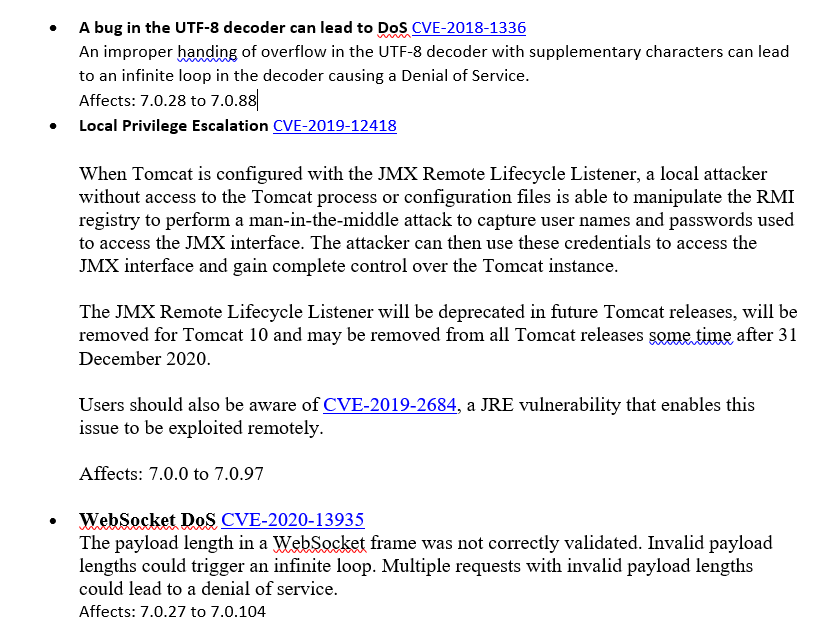 • A bug in the UTF-8 decoder can lead to DoS CVE-2018-1336
An improper handing of overflow in the UTF-8 decoder with supplementary characters can lead
to an infinite loop in the decoder causing a Denial of Service.
Affects: 7.0.28 to 7.0.88
• Local Privilege Escalation CVE-2019-12418
When Tomcat is configured with the JMX Remote Lifecycle Listener, a local attacker
without access to the Tomcat process or configuration files is able to manipulate the RMI
registry to perform a man-in-the-middle attack to capture user names and passwords used
to access the JMX interface. The attacker can then use these credentials to access the
JMX interface and gain complete control over the Tomcat instance.
The JMX Remote Lifecycle Listener will be deprecated in future Tomcat releases, will be
removed for Tomcat 10 and may be removed from all Tomcat releases some time after 31
December 2020.
Users should also be aware of CVE-2019-2684, a JRE vulnerability that enables this
issue to be exploited remotely.
Affects: 7.0.0 to 7.0.97
• WebSocket DoS CVE-2020-13935
The payload length in a WebSocket frame was not correctly validated. Invalid payload
lengths could trigger an infinite loop. Multiple requests with invalid payload lengths
could lead to a denial of service.
Affects: 7.0.27 to 7.0.104